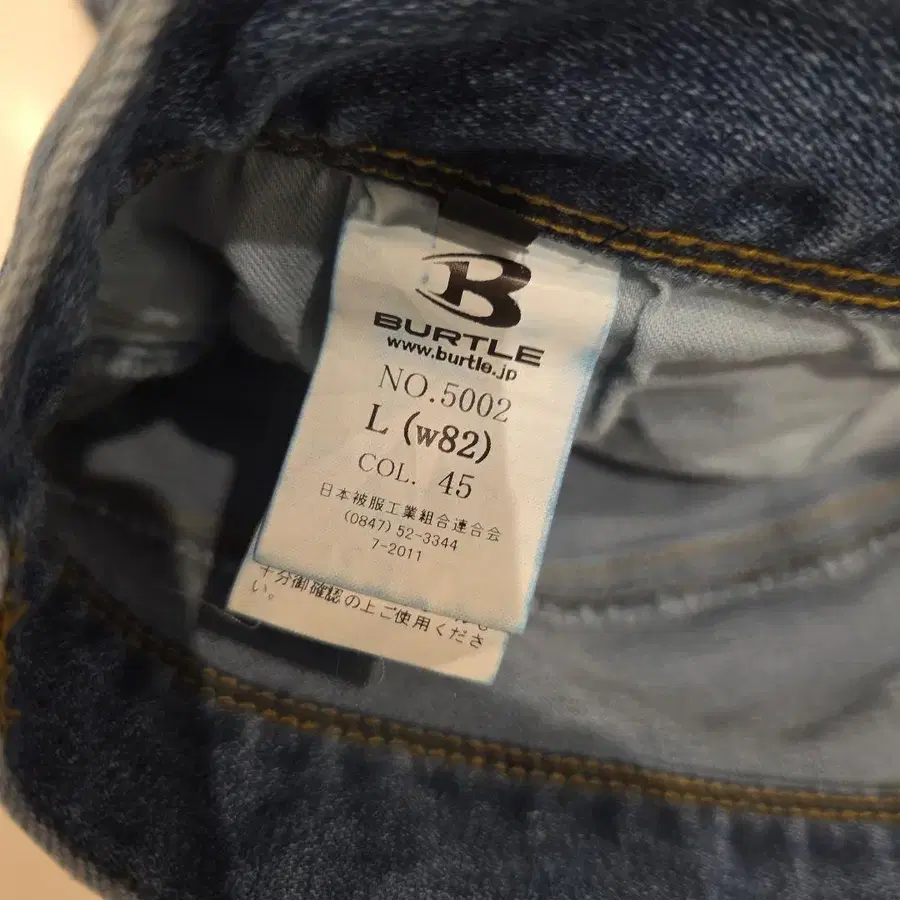 B
BURTLE
www.burtle.jp
NO.5002
L (w82)
COL. 45
日本被服工業組合連合会
(0847) 52-3344
7-2011
十分御確認の上ご使用くださ
い。